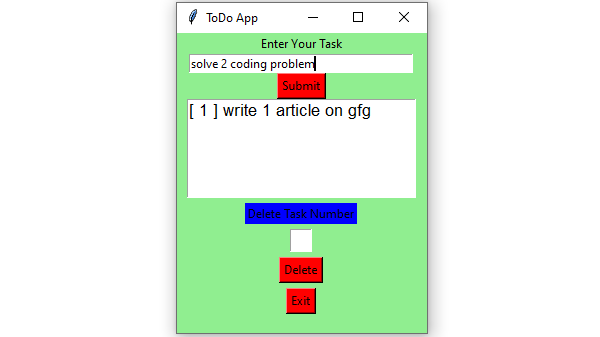 ToDo App
Enter Your Task
solve 2 coding problem
Submit
[ 1 ] write 1 article on gfg
Delete Task Number
Delete
Exit